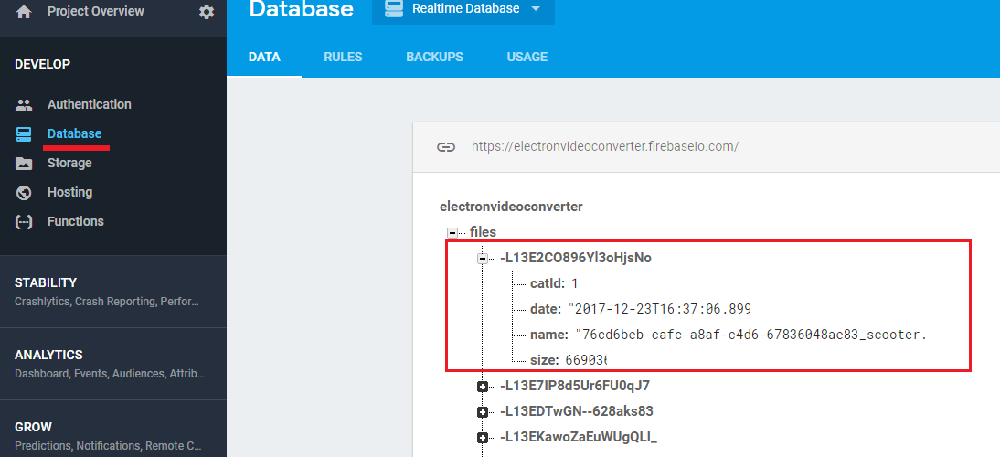 Project Overview
Database
Realtime Database
DATA
RULES
BACKUPS
USAGE
DEVELOP
Authentication
Database
Storage
Hosting
Functions
STABILITY
Crashlytics, Crash Reporting, Perfor...
ANALYTICS
Dashboard, Events, Audiences, Attrib...
GROW
Predictions, Notifications, Remote C...
https://electronvideoconverter.firebaseio.com/
electronvideoconverter
files
-L13E2CO896Yl3oHjsNo
catId: 1
date: "2017-12-23T16:37:06.899
name: "76cd6beb-cafc-a8af-c4d6-67836048ae83_scooter.
size: 669036
-L13E7IP8d5Ur6FU0qJ7
-L13EDTwGN--628aks83
-L13EKawoZaEuWUgQLI_